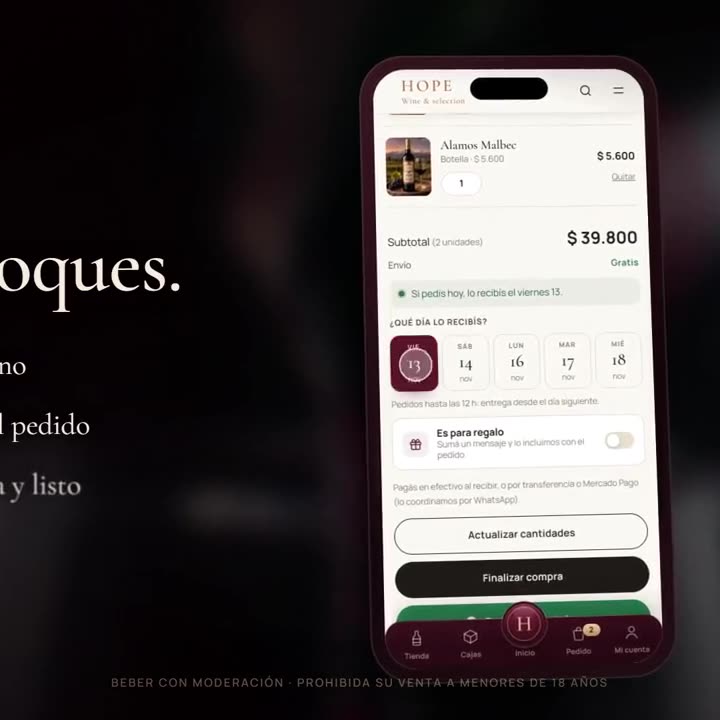 oques.
no
l pedido
a y listo
HOPE
Wine & selection
Alamos Malbec
Botella · $ 5.600
$ 5.600
1
Quitar
Subtotal (2 unidades)
$ 39.800
Envío
Gratis
Si pedís hoy, lo recibís el viernes 13.
¿QUÉ DÍA LO RECIBÍS?
VIE SÁB LUN MAR MIÉ
13 14 16 17 18
nov nov nov nov nov
Pedidos hasta las 12 h: entrega desde el día siguiente.
Es para regalo
Sumá un mensaje y lo incluimos con el
pedido
Pagás en efectivo al recibir, o por transferencia o Mercado Pago
(lo coordinamos por WhatsApp).
Actualizar cantidades
Finalizar compra
H
2
Tienda Cajas Inicio Pedido Mi cuenta
BEBER CON MODERACIÓN · PROHIBIDA SU VENTA A MENORES DE 18 AÑOS